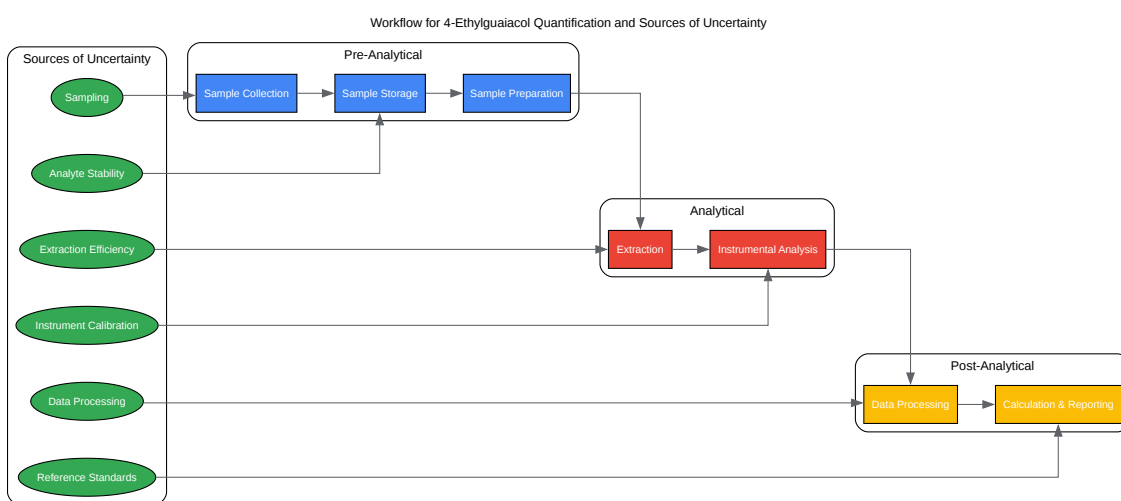 Workflow for 4-Ethylguaiacol Quantification and Sources of Uncertainty
Sources of Uncertainty
Sampling
Analyte Stability
Extraction Efficiency
Instrument Calibration
Data Processing
Reference Standards
Pre-Analytical
Sample Collection
Sample Storage
Sample Preparation
Analytical
Extraction
Instrumental Analysis
Post-Analytical
Data Processing
Calculation & Reporting